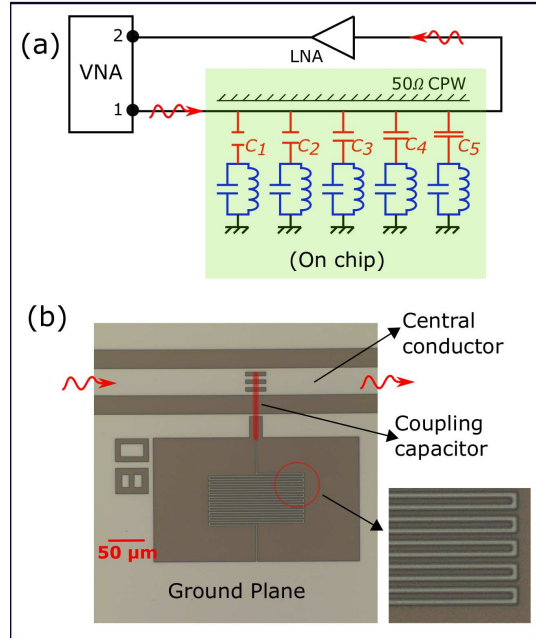 (a)
VNA
2
1
LNA
50Ω CPW
C1
C2
C3
C4
C5
(On chip)
(b)
Central
conductor
Coupling
capacitor
50 µm
Ground Plane